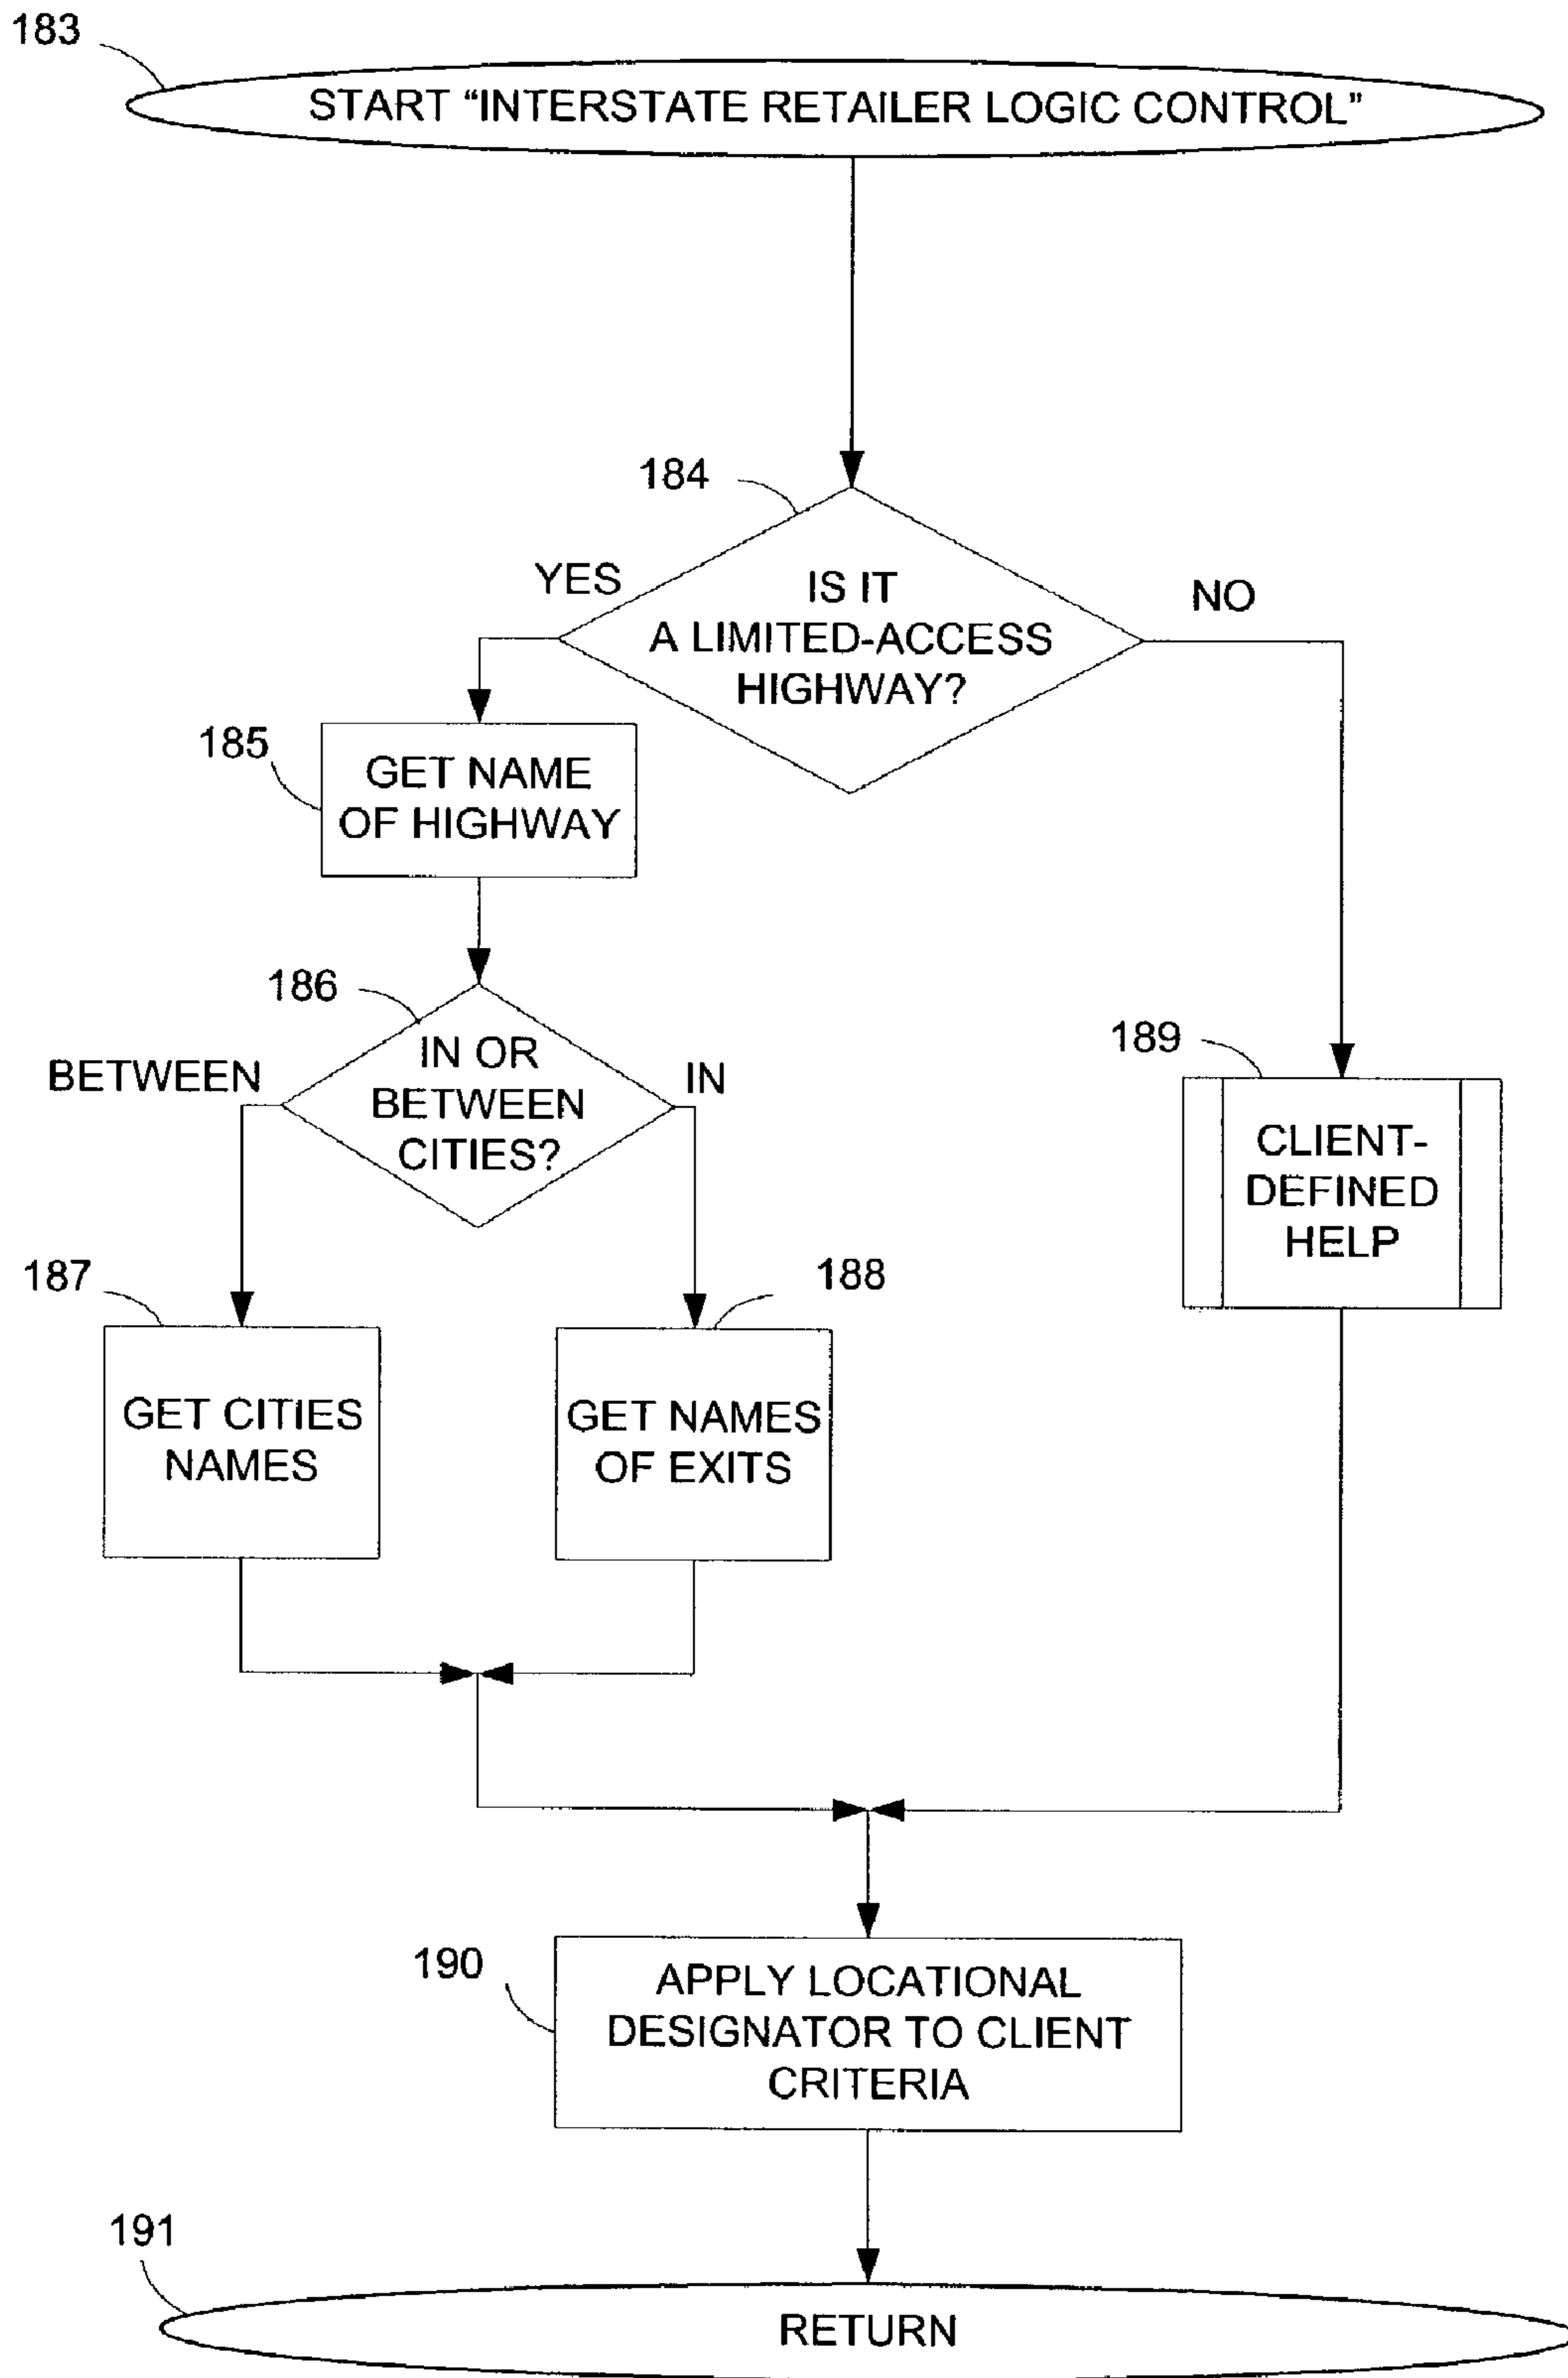 183
START “INTERSTATE RETAILER LOGIC CONTROL”
184
YES
IS IT
A LIMITED-ACCESS
HIGHWAY?
NO
185
GET NAME
OF HIGHWAY
186
BETWEEN
IN OR
BETWEEN
CITIES?
IN
189
CLIENT-
DEFINED
HELP
187
GET CITIES
NAMES
188
GET NAMES
OF EXITS
190
APPLY LOCATIONAL
DESIGNATOR TO CLIENT
CRITERIA
191
RETURN